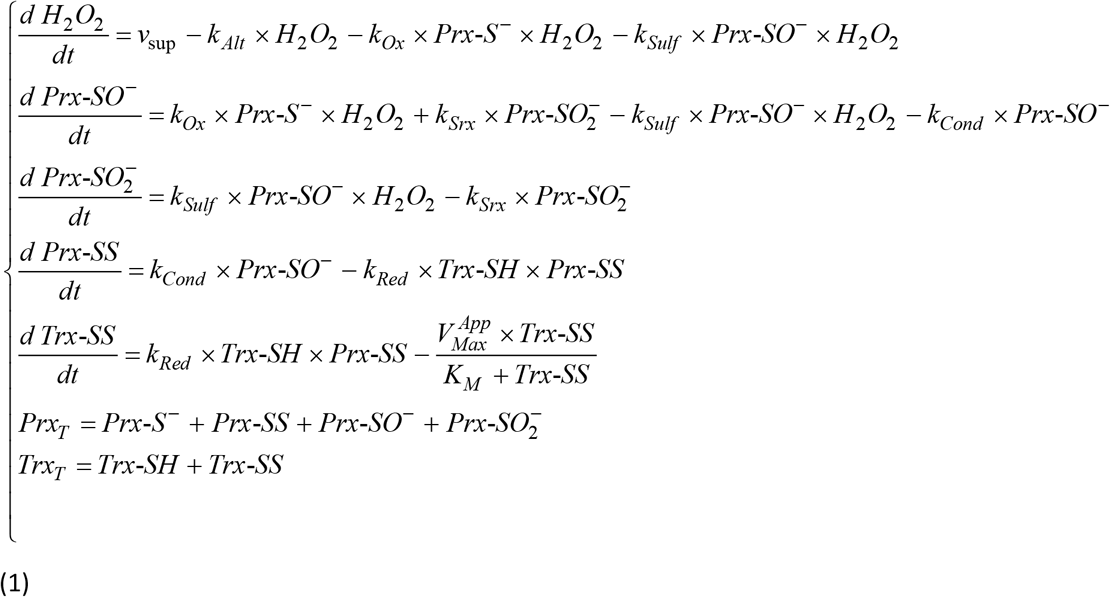 d H₂O₂/dt = v_sup − k_Alt × H₂O₂ − k_Ox × Prx-S⁻ × H₂O₂ − k_Sulf × Prx-SO⁻ × H₂O₂
d Prx-SO⁻/dt = k_Ox × Prx-S⁻ × H₂O₂ + k_Srx × Prx-SO₂⁻ − k_Sulf × Prx-SO⁻ × H₂O₂ − k_Cond × Prx-SO⁻
d Prx-SO₂⁻/dt = k_Sulf × Prx-SO⁻ × H₂O₂ − k_Srx × Prx-SO₂⁻
d Prx-SS/dt = k_Cond × Prx-SO⁻ − k_Red × Trx-SH × Prx-SS
d Trx-SS/dt = k_Red × Trx-SH × Prx-SS − (V_Max^App × Trx-SS)/(K_M + Trx-SS)
Prx_T = Prx-S⁻ + Prx-SS + Prx-SO⁻ + Prx-SO₂⁻
Trx_T = Trx-SH + Trx-SS
(1)